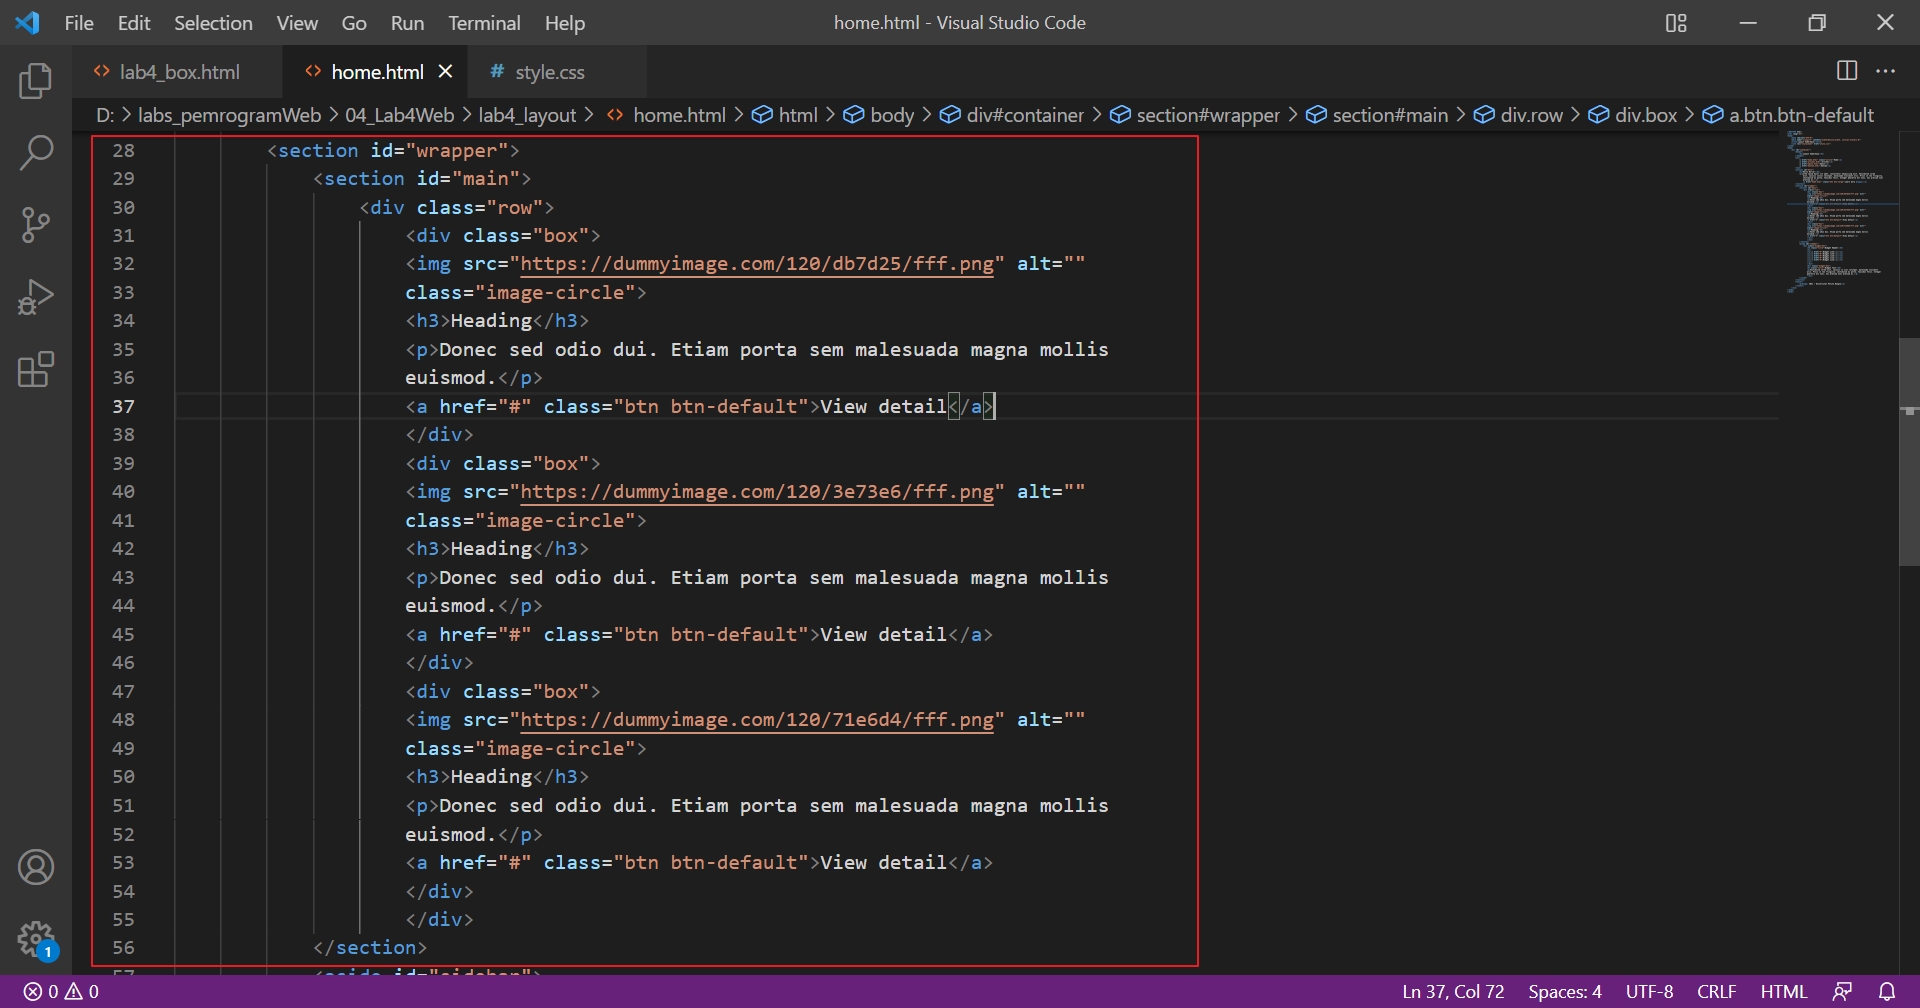 File Edit Selection View Go Run Terminal Help home.html - Visual Studio Code
lab4_box.html home.html style.css
D: > labs_pemrogramWeb > 04_Lab4Web > lab4_layout > home.html > html > body > div#container > section#wrapper > section#main > div.row > div.box > a.btn.btn-default
28 <section id="wrapper">
29 <section id="main">
30 <div class="row">
31 <div class="box">
32 <img src="https://dummyimage.com/120/db7d25/fff.png" alt=""
33 class="image-circle">
34 <h3>Heading</h3>
35 <p>Donec sed odio dui. Etiam porta sem malesuada magna mollis
36 euismod.</p>
37 <a href="#" class="btn btn-default">View detail</a>
38 </div>
39 <div class="box">
40 <img src="https://dummyimage.com/120/3e73e6/fff.png" alt=""
41 class="image-circle">
42 <h3>Heading</h3>
43 <p>Donec sed odio dui. Etiam porta sem malesuada magna mollis
44 euismod.</p>
45 <a href="#" class="btn btn-default">View detail</a>
46 </div>
47 <div class="box">
48 <img src="https://dummyimage.com/120/71e6d4/fff.png" alt=""
49 class="image-circle">
50 <h3>Heading</h3>
51 <p>Donec sed odio dui. Etiam porta sem malesuada magna mollis
52 euismod.</p>
53 <a href="#" class="btn btn-default">View detail</a>
54 </div>
55 </div>
56 </section>
57 <aside id="sidebar">
1
0 0 Ln 37, Col 72 Spaces: 4 UTF-8 CRLF HTML